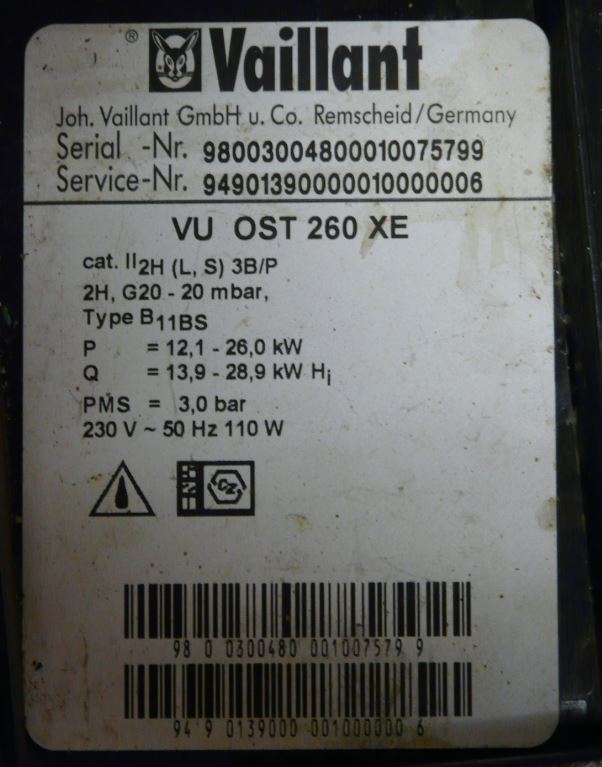 ® Vaillant
Joh. Vaillant GmbH u. Co. Remscheid/Germany
Serial -Nr. 98003004800010075799
Service-Nr. 94901390000010000006
VU OST 260 XE
cat. II2H (L, S) 3B/P
2H, G20 - 20 mbar,
Type B11BS
P = 12,1 - 26,0 kW
Q = 13,9 - 28,9 kW Hi
PMS = 3,0 bar
230 V ~ 50 Hz 110 W
CZ
98 0 0300480 001007579 9
94 9 0139000 001000000 6